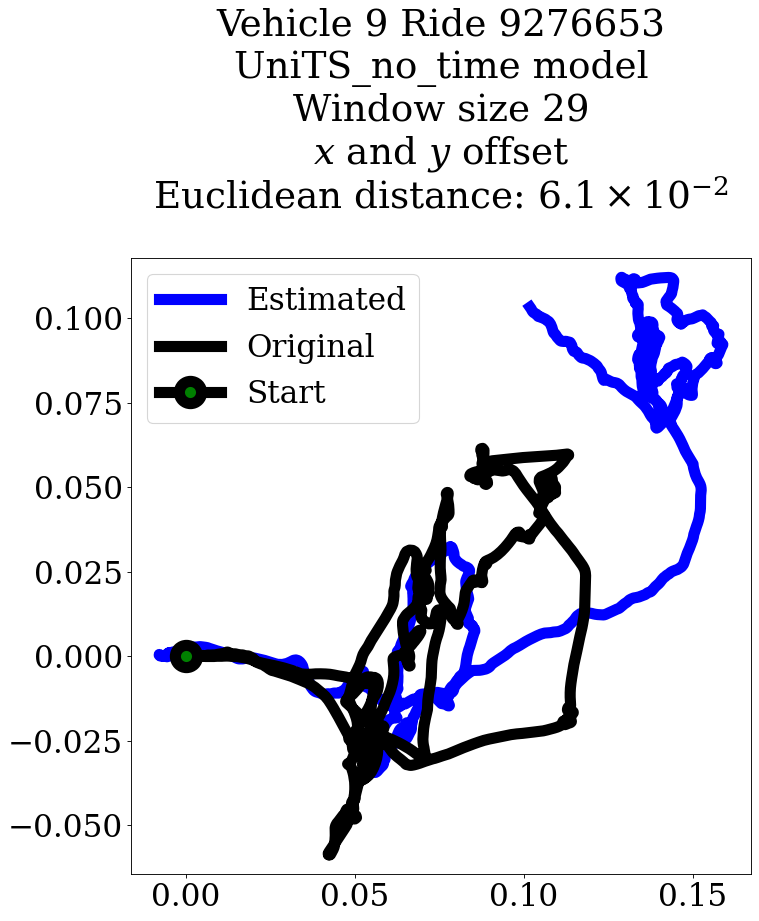 Vehicle 9 Ride 9276653
UniTS_no_time model
Window size 29
x and y offset
Euclidean distance: 6.1 × 10⁻²
Estimated
Original
Start
0.100
0.075
0.050
0.025
0.000
−0.025
−0.050
0.00 0.05 0.10 0.15